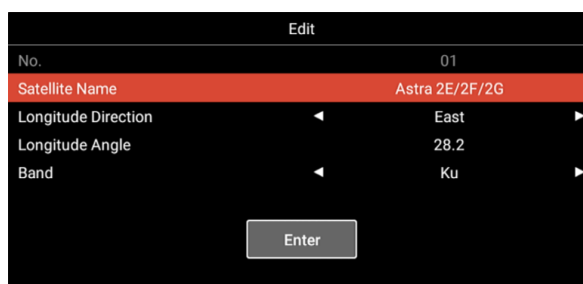 Edit
No. 01
Satellite Name Astra 2E/2F/2G
Longitude Direction East
Longitude Angle 28.2
Band Ku
Enter